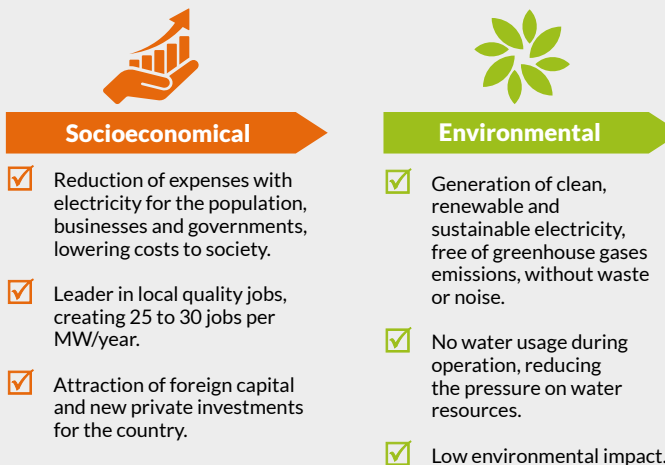 Socioeconomical
Reduction of expenses with
electricity for the population,
businesses and governments,
lowering costs to society.
Leader in local quality jobs,
creating 25 to 30 jobs per
MW/year.
Attraction of foreign capital
and new private investments
for the country.
Environmental
Generation of clean,
renewable and
sustainable electricity,
free of greenhouse gases
emissions, without waste
or noise.
No water usage during
operation, reducing
the pressure on water
resources.
Low environmental impact.